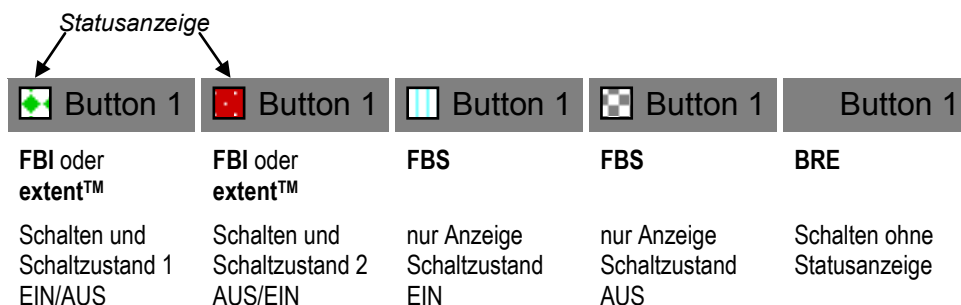 Statusanzeige
Button 1 Button 1 Button 1 Button 1 Button 1
FBI oder FBI oder FBS FBS BRE
extent™ extent™
Schalten und Schalten und nur Anzeige nur Anzeige Schalten ohne
Schaltzustand 1 Schaltzustand 2 Schaltzustand Schaltzustand Statusanzeige
EIN/AUS AUS/EIN EIN AUS